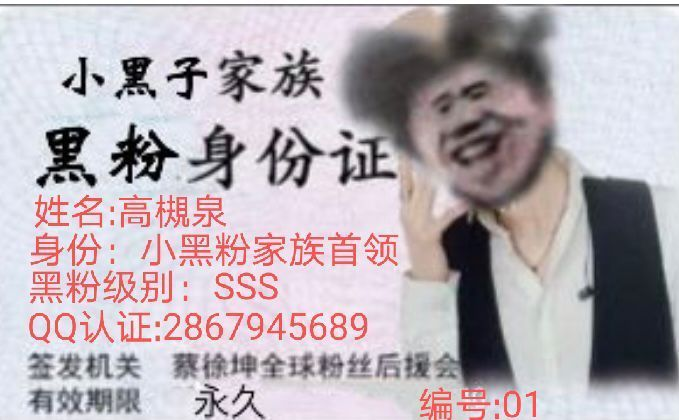 小黑子家族
黑粉身份证
姓名:高槻泉
身份：小黑粉家族首领
黑粉级别：SSS
QQ认证:2867945689
签发机关 蔡徐坤全球粉丝后援会
有效期限 永久
编号:01